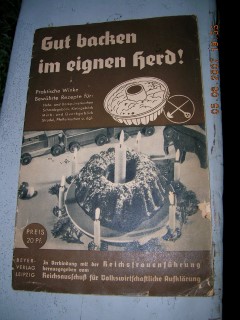 Gut backen
im eignen Herd!
Praktische Winke
Bewährte Rezepte für:
PREIS
20 Pf.
BEYER-
VERLAG
LEIPZIG
In Verbindung mit der Reichsfrauenführung
herausgegeben vom
Reichsausschuß für Volkswirtschaftliche Aufklärung